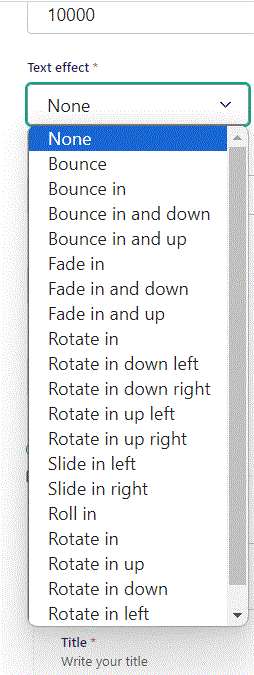 10000
Text effect *
None
None
Bounce
Bounce in
Bounce in and down
Bounce in and up
Fade in
Fade in and down
Fade in and up
Rotate in
Rotate in down left
Rotate in down right
Rotate in up left
Rotate in up right
Slide in left
Slide in right
Roll in
Rotate in
Rotate in up
Rotate in down
Rotate in left
Title *
Write your title